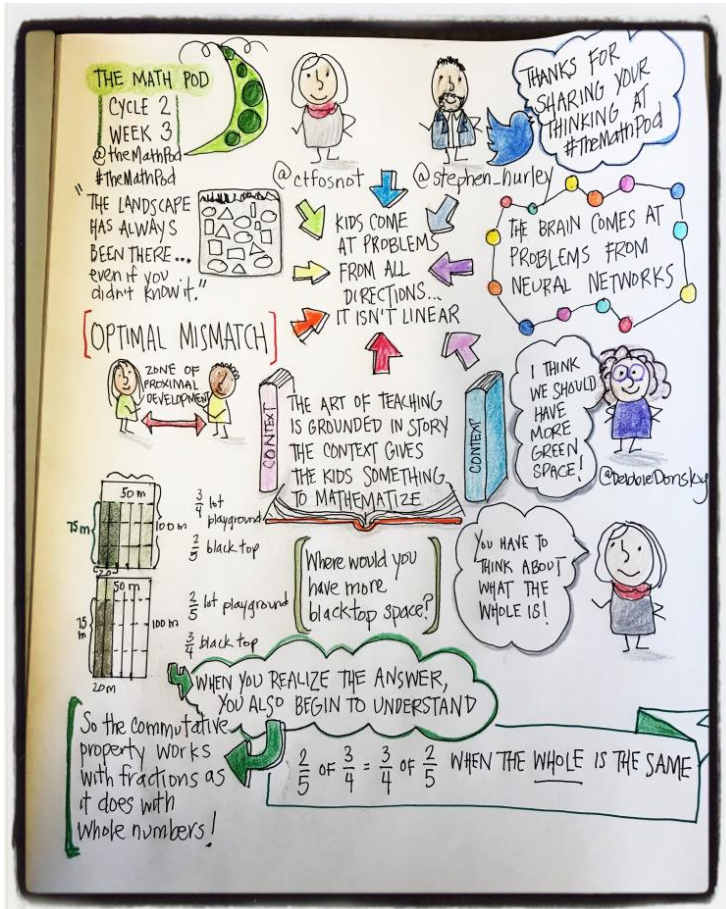 THE MATH POD
CYCLE 2
WEEK 3
@theMathPod
#TheMathPod
@ctfosnot
@stephen_hurley
THANKS FOR
SHARING YOUR
THINKING AT
#TheMathPod
"THE LANDSCAPE
HAS ALWAYS
BEEN THERE...
even if you
didn't know it."
KIDS COME
AT PROBLEMS
FROM ALL
DIRECTIONS...
IT ISN'T LINEAR
THE BRAIN COMES AT
PROBLEMS FROM
NEURAL NETWORKS
[OPTIMAL MISMATCH]
ZONE OF
PROXIMAL
DEVELOPMENT
CONTEXT
THE ART OF TEACHING
IS GROUNDED IN STORY
THE CONTEXT GIVES
THE KIDS SOMETHING
TO MATHEMATIZE
CONTEXT
I THINK
WE SHOULD
HAVE
MORE
GREEN
SPACE!
@DebbieDonsky
50 m
75 m
100 m
20
3/4 lot
playground
2/5 black top
50 m
75
m
100 m
20 m
2/5 lot playground
3/4 black top
[Where would you
have more
blacktop space?]
YOU HAVE TO
THINK ABOUT
WHAT THE
WHOLE IS!
WHEN YOU REALIZE THE ANSWER,
YOU ALSO BEGIN TO UNDERSTAND
So the commutative
property works
with fractions as
it does with
whole numbers!
2/5 OF 3/4 = 3/4 OF 2/5 WHEN THE WHOLE IS THE SAME